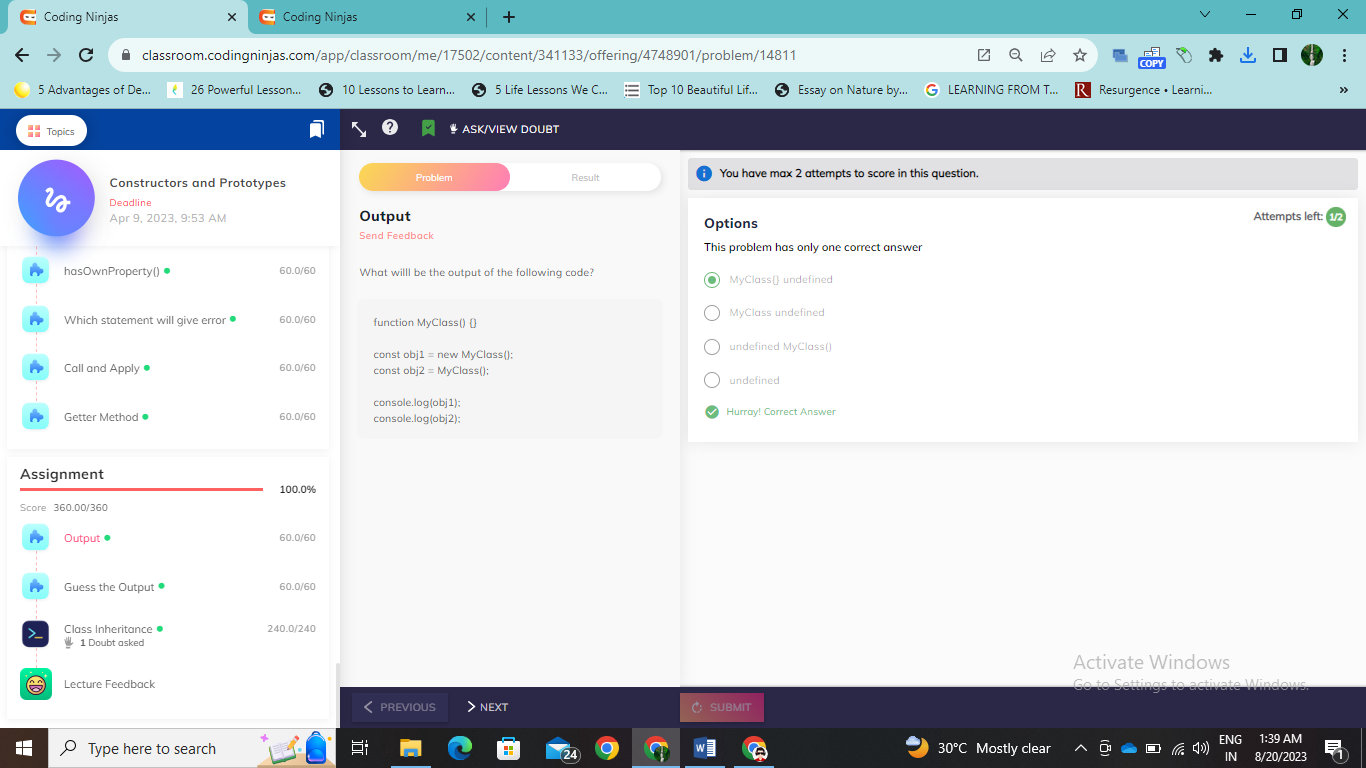 Coding Ninjas
Coding Ninjas
classroom.codingninjas.com/app/classroom/me/17502/content/341133/offering/4748901/problem/14811
COPY
5 Advantages of De...
26 Powerful Lesson...
10 Lessons to Learn...
5 Life Lessons We C...
Top 10 Beautiful Lif...
Essay on Nature by...
LEARNING FROM T...
Resurgence • Learni...
»
Topics
ASK/VIEW DOUBT
Constructors and Prototypes
Deadline
Apr 9, 2023, 9:53 AM
hasOwnProperty()
60.0/60
Which statement will give error
60.0/60
Call and Apply
60.0/60
Getter Method
60.0/60
Assignment
100.0%
Score 360.00/360
Output
60.0/60
Guess the Output
60.0/60
Class Inheritance
240.0/240
1 Doubt asked
Lecture Feedback
Problem
Result
Output
Send Feedback
What willl be the output of the following code?
function MyClass() {}
const obj1 = new MyClass();
const obj2 = MyClass();
console.log(obj1);
console.log(obj2);
You have max 2 attempts to score in this question.
Options
Attempts left: 1/2
This problem has only one correct answer
MyClass{} undefined
MyClass undefined
undefined MyClass()
undefined
Hurray! Correct Answer
Activate Windows
Go to Settings to activate Windows.
PREVIOUS
NEXT
SUBMIT
Type here to search
24
30°C Mostly clear
ENG
IN
1:39 AM
8/20/2023
1